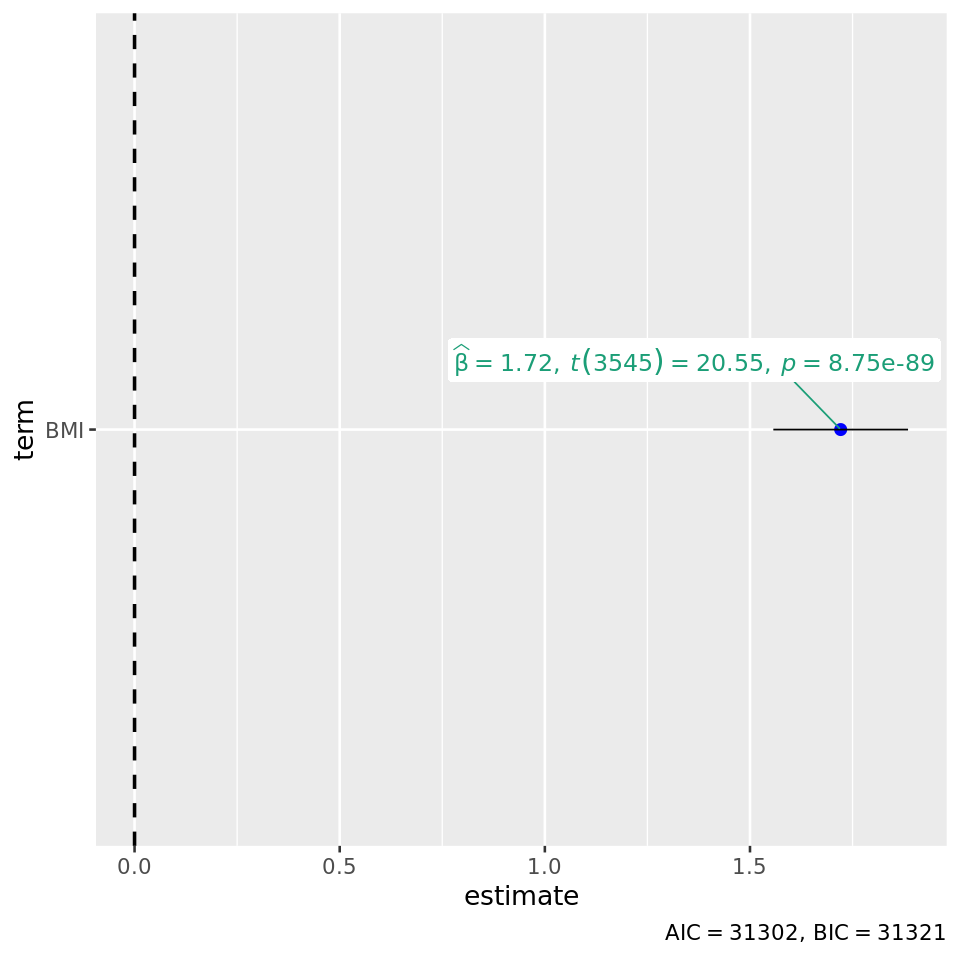 β̂ = 1.72, t(3545) = 20.55, p = 8.75e-89
term
BMI
0.0 0.5 1.0 1.5
estimate
AIC = 31302, BIC = 31321